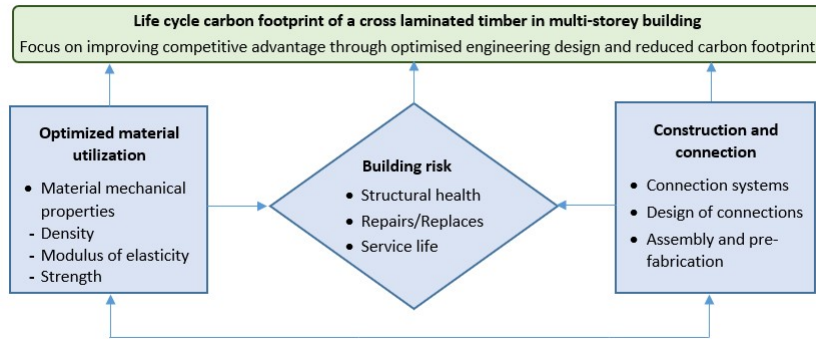 Life cycle carbon footprint of a cross laminated timber in multi-storey building
Focus on improving competitive advantage through optimised engineering design and reduced carbon footprint
Optimized material
utilization
• Material mechanical
properties
- Density
- Modulus of elasticity
- Strength
Building risk
• Structural health
• Repairs/Replaces
• Service life
Construction and
connection
• Connection systems
• Design of connections
• Assembly and pre-
fabrication